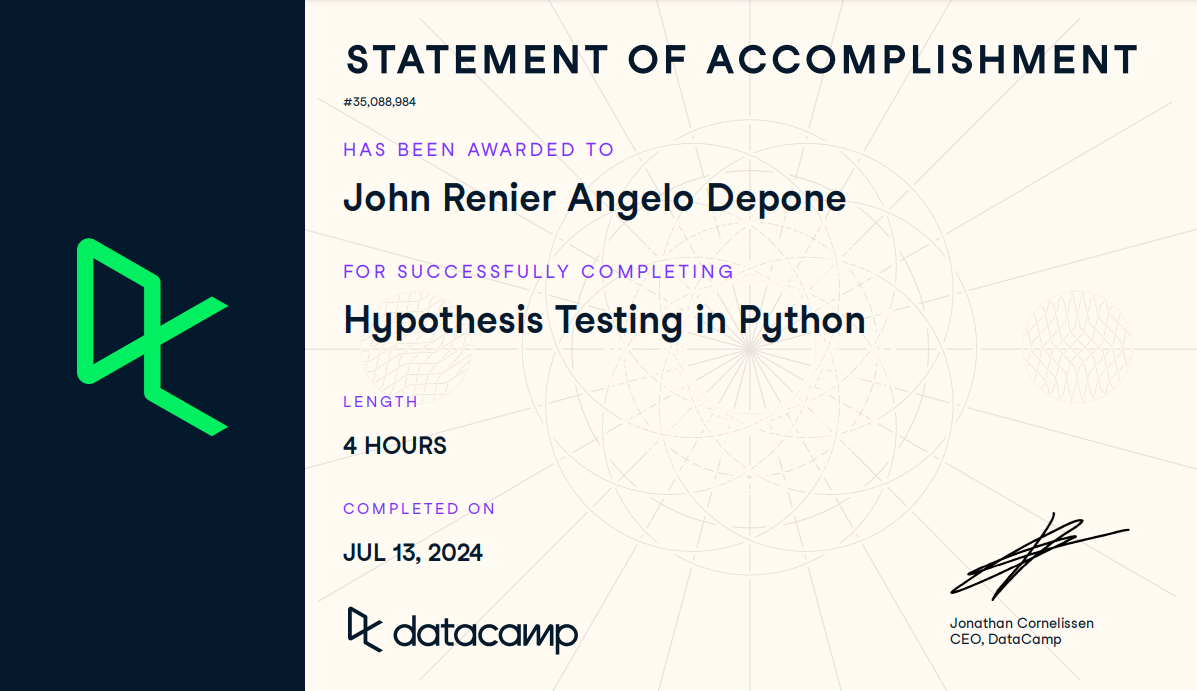 STATEMENT OF ACCOMPLISHMENT
#35,088,984
HAS BEEN AWARDED TO
John Renier Angelo Depone
FOR SUCCESSFULLY COMPLETING
Hypothesis Testing in Python
LENGTH
4 HOURS
COMPLETED ON
JUL 13, 2024
datacamp
Jonathan Cornelissen
CEO, DataCamp